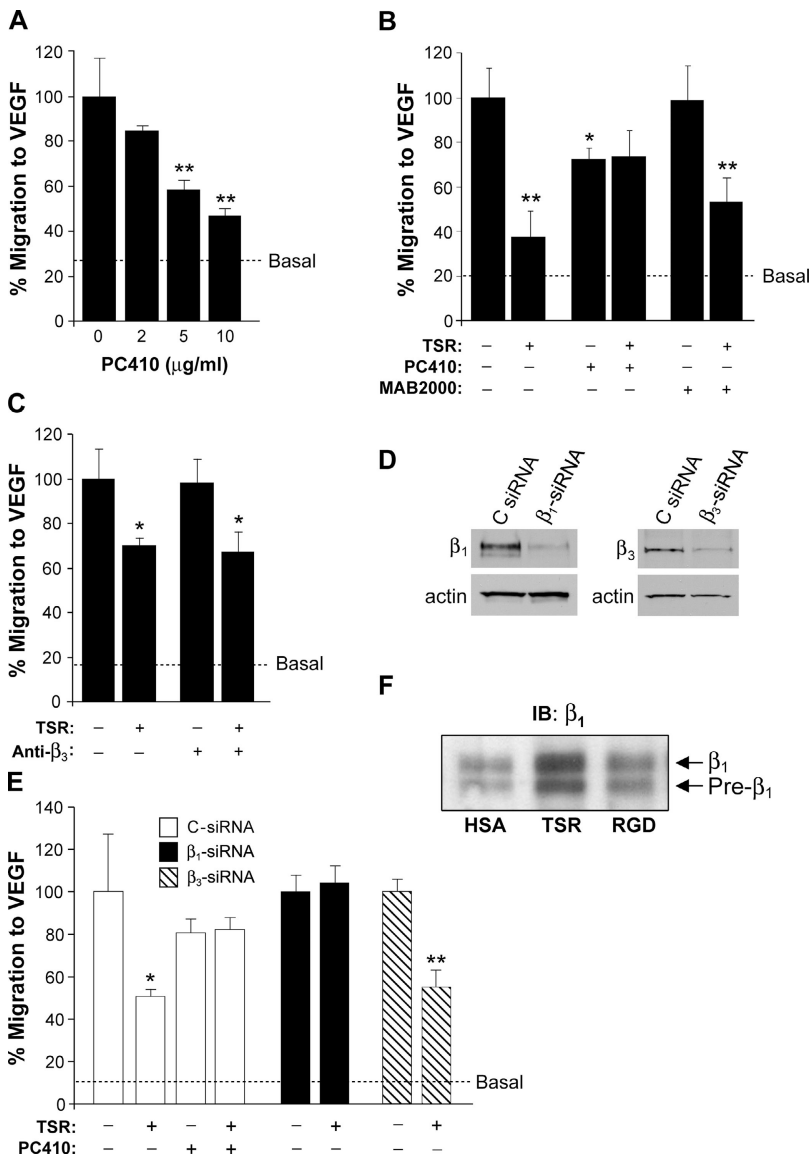 A
% Migration to VEGF
120
100
80
60
40
20
0
** **
Basal
0 2 5 10
PC410 (µg/ml)
B
% Migration to VEGF
120
100
80
60
40
20
0
** * **
Basal
TSR: – + – + – +
PC410: – – + + – –
MAB2000: – – – – + +
C
% Migration to VEGF
120
100
80
60
40
20
0
* *
Basal
TSR: – + – +
Anti-β3: – – + +
D
C siRNA β1-siRNA
β1
actin
C siRNA β3-siRNA
β3
actin
E
% Migration to VEGF
140
120
100
80
60
40
20
0
C-siRNA
β1-siRNA
β3-siRNA
* **
Basal
TSR: – + – + – + – +
PC410: – – + + – – – –
F
IB: β1
β1
Pre-β1
HSA TSR RGD